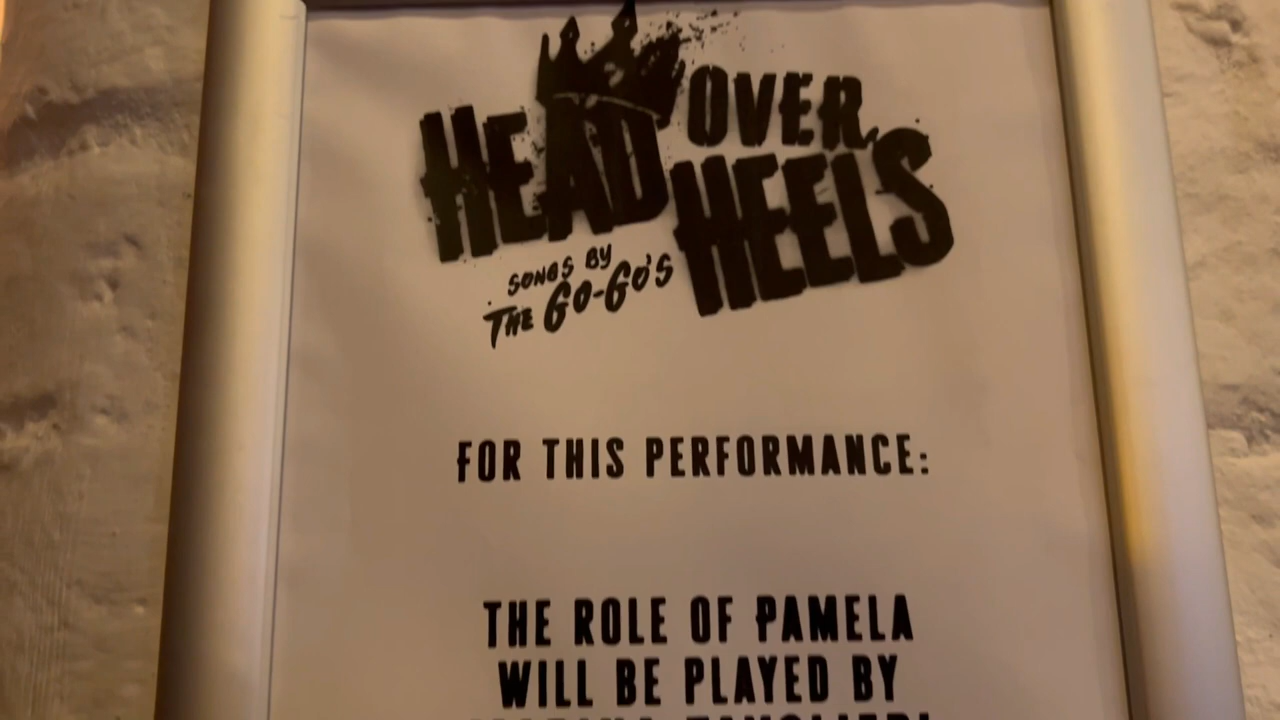 HEAD OVER
HEELS
SONGS BY
THE GO-GO'S
FOR THIS PERFORMANCE:
THE ROLE OF PAMELA
WILL BE PLAYED BY